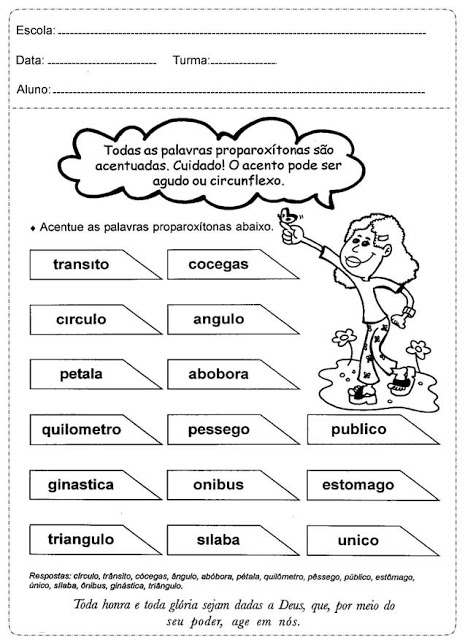 Escola:
Data: Turma:
Aluno:
Todas as palavras proparoxítonas são
acentuadas. Cuidado! O acento pode ser
agudo ou circunflexo.
♦ Acentue as palavras proparoxítonas abaixo.
transıto cocegas
cırculo angulo
petala abobora
quilometro pessego publico
ginastica onibus estomago
triangulo sılaba unico
Respostas: círculo, trânsito, cócegas, ângulo, abóbora, pétala, quilômetro, pêssego, público, estômago,
único, sílaba, ônibus, ginástica, triângulo.
Toda honra e toda glória sejam dadas a Deus, que, por meio do
seu poder, age em nós.